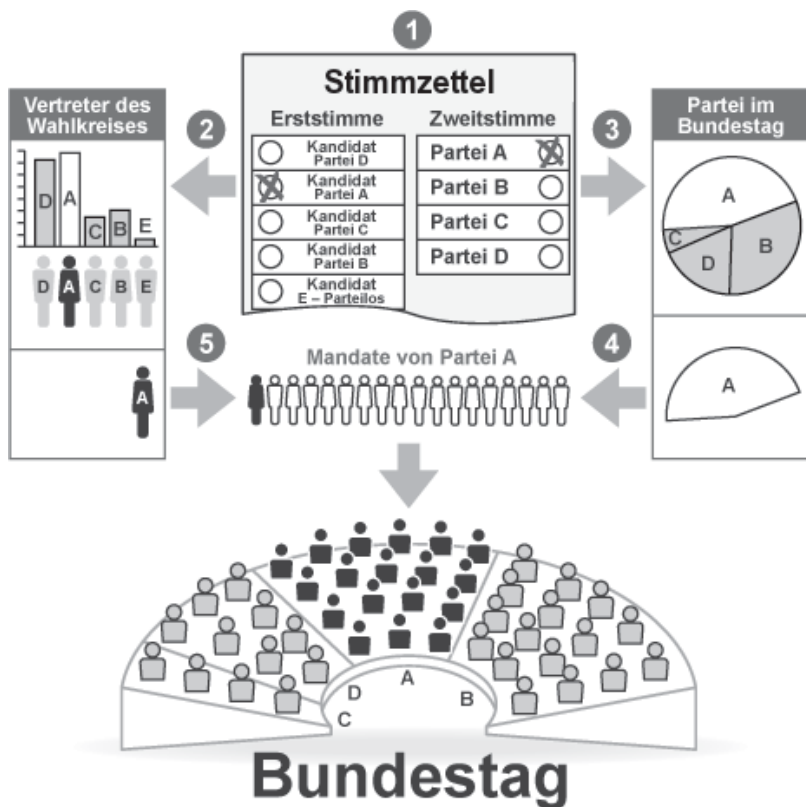 1
Stimmzettel
Erststimme
Zweitstimme
Kandidat
Partei D
Kandidat
Partei A
Kandidat
Partei C
Kandidat
Partei B
Kandidat
E – Parteilos
Partei A
Partei B
Partei C
Partei D
Vertreter des
Wahlkreises
2
D
A
C
B
E
D
A
C
B
E
3
Partei im
Bundestag
A
B
C
D
A
5
Mandate von Partei A
4
A
A
D
B
C
Bundestag